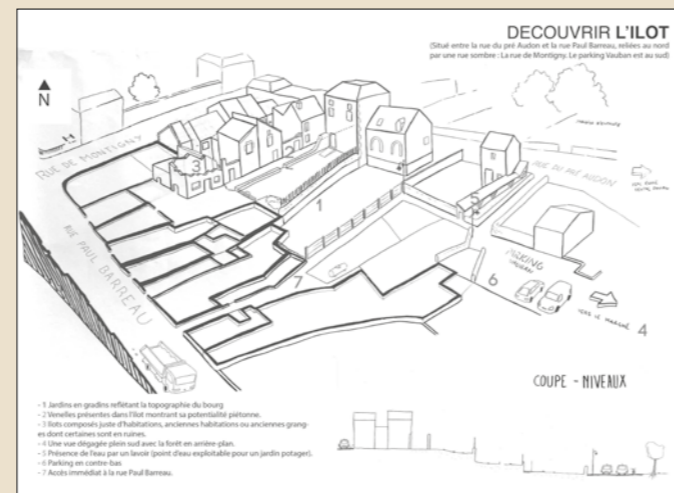 DECOUVRIR L'ILOT
(Situé entre la rue du pré Audon et la rue Paul Barreau, reliées au nord
par une rue sombre : La rue de Montigny. Le parking Vauban est au sud)
N
RUE DE MONTIGNY
RUE PAUL BARREAU
RUE DU PRÉ AUDON
1
7
6
4
PARKING
VERS LE
COUPE - NIVEAUX
- 1 Jardins en gradins reflétant la topographie du bourg
- 2 Venelles présentes dans l'îlot montrant sa potentialité piétonne.
- 3 Ilots composés juste d'habitations, anciennes habitations ou anciennes grang-
es dont certaines sont en ruines.
- 4 Une vue dégagée plein sud avec la forêt en arrière-plan.
- 5 Présence de l'eau par un lavoir (point d'eau exploitable pour un jardin potager).
- 6 Parking en contre-bas
- 7 Accès immédiat à la rue Paul Barreau.